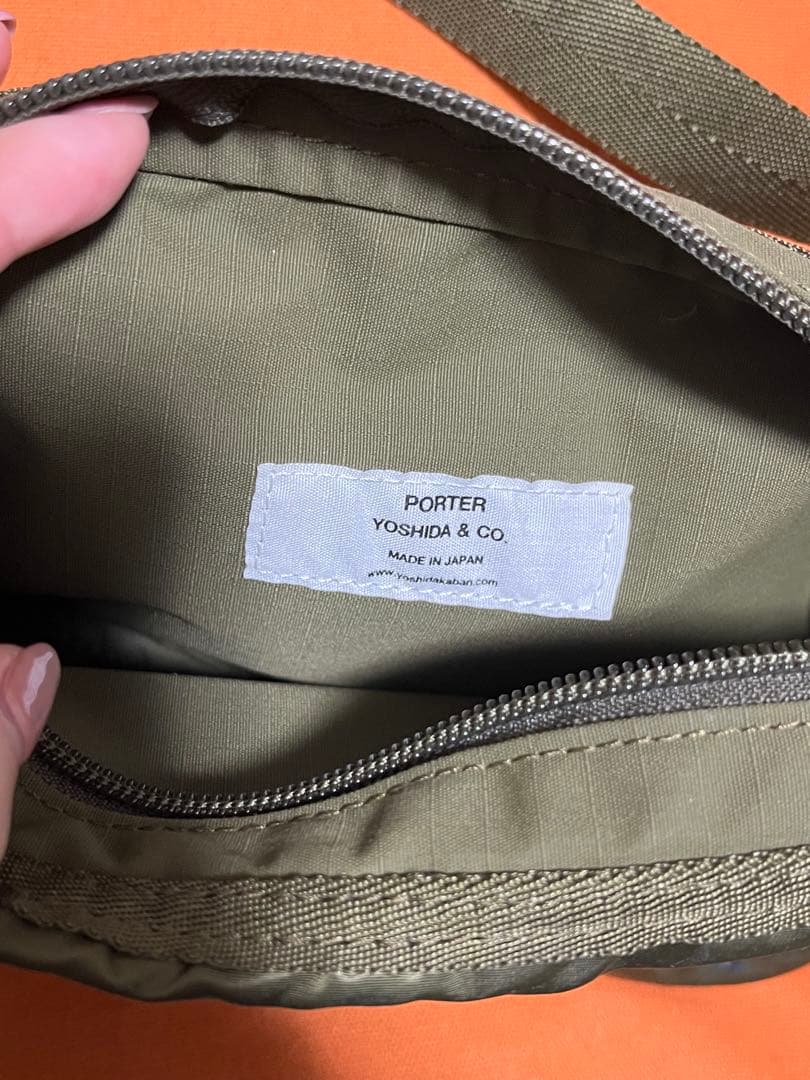 PORTER
YOSHIDA & CO.
MADE IN JAPAN
www.yoshidakaban.com